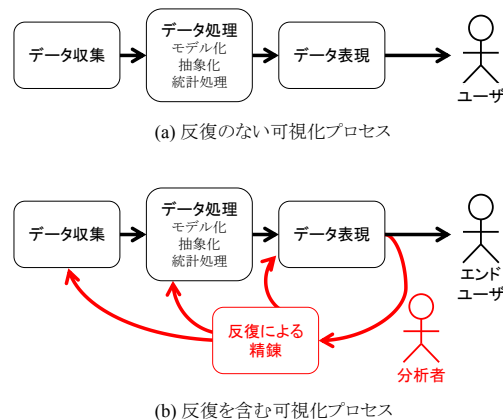 データ収集
データ処理
モデル化
抽象化
統計処理
データ表現
ユーザ
(a) 反復のない可視化プロセス
データ収集
データ処理
モデル化
抽象化
統計処理
データ表現
エンド
ユーザ
反復による
精錬
分析者
(b) 反復を含む可視化プロセス